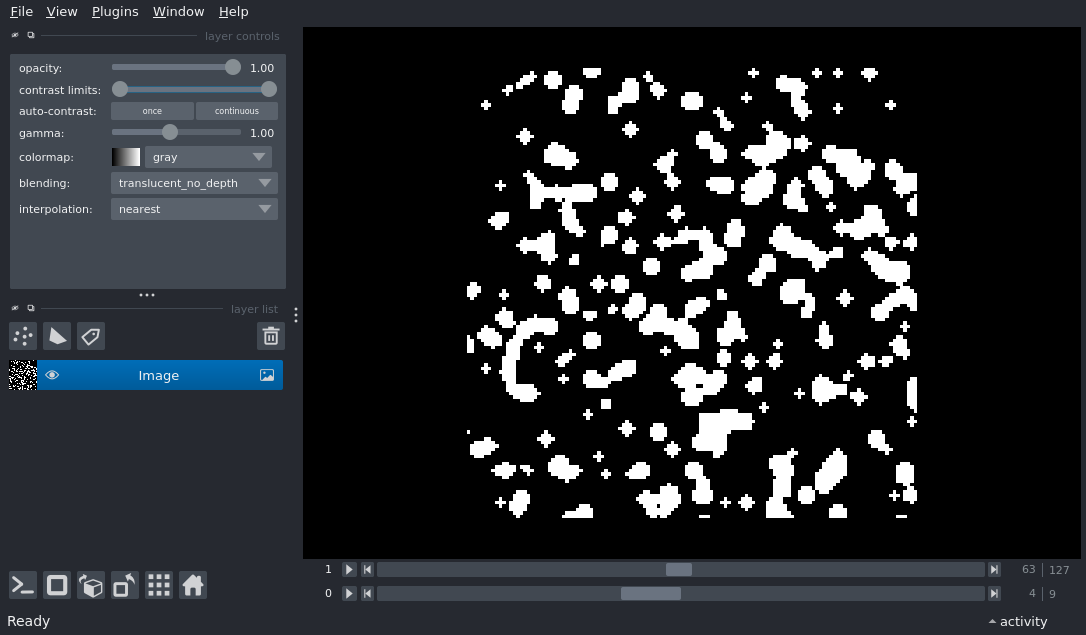 File View Plugins Window Help
layer controls
opacity: 1.00
contrast limits:
auto-contrast: once continuous
gamma: 1.00
colormap: gray
blending: translucent_no_depth
interpolation: nearest
layer list
Image
1 63 127
0 4 9
Ready activity